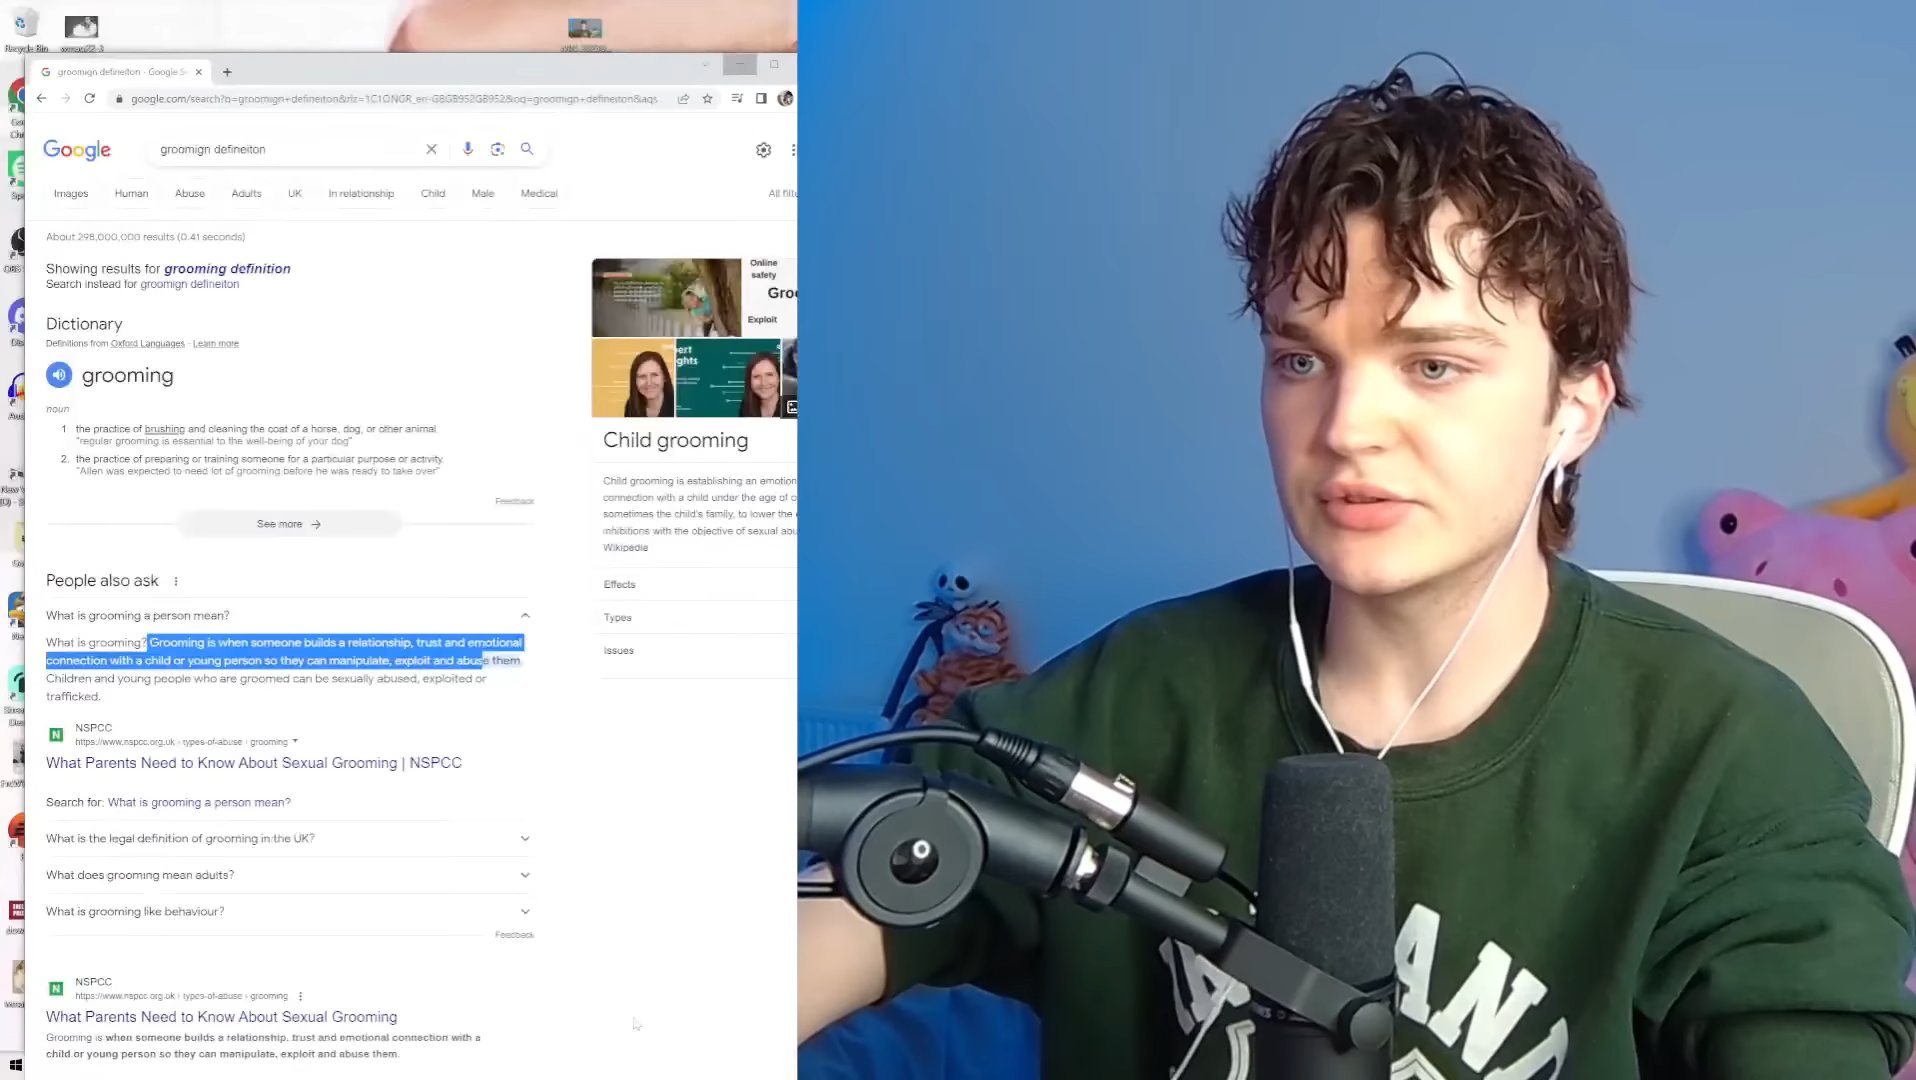 Recycle Bin
groomign defineiton - Google S
google.com/search?q=groomign+defineiton&rlz=1C1ONGR_en-GBGB952GB952&oq=groomign+defineiton&aqs
Google
groomign defineiton
Images
Human
Abuse
Adults
UK
In relationship
Child
Male
Medical
All filt
About 298,000,000 results (0.41 seconds)
Showing results for grooming definition
Search instead for groomign defineiton
Dictionary
Definitions from Oxford Languages · Learn more
grooming
noun
1 the practice of brushing and cleaning the coat of a horse, dog, or other animal.
"regular grooming is essential to the well-being of your dog"
2. the practice of preparing or training someone for a particular purpose or activity.
"Allen was expected to need lot of grooming before he was ready to take over"
Feedback
See more
Online
safety
Groo
Exploit
pert
ghts
Child grooming
Child grooming is establishing an emotion
connection with a child under the age of c
sometimes the child's family, to lower the
inhibitions with the objective of sexual abu
Wikipedia
Effects
Types
Issues
People also ask
What is grooming a person mean?
What is grooming? Grooming is when someone builds a relationship, trust and emotional
connection with a child or young person so they can manipulate, exploit and abuse them
Children and young people who are groomed can be sexually abused, exploited or
trafficked.
NSPCC
https://www.nspcc.org.uk › types-of-abuse › grooming
What Parents Need to Know About Sexual Grooming | NSPCC
Search for: What is grooming a person mean?
What is the legal definition of grooming in the UK?
What does grooming mean adults?
What is grooming like behaviour?
Feedback
NSPCC
https://www.nspcc.org.uk › types-of-abuse › grooming
What Parents Need to Know About Sexual Grooming
Grooming is when someone builds a relationship, trust and emotional connection with a
child or young person so they can manipulate, exploit and abuse them.